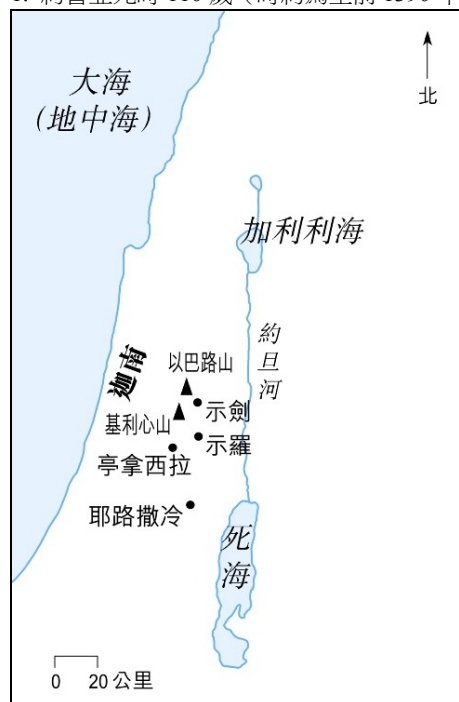 大海
(地中海)
北
加利利海
約旦河
迦南
以巴路山
示劍
基利心山
示羅
亭拿西拉
耶路撒冷
死海
0 20 公里